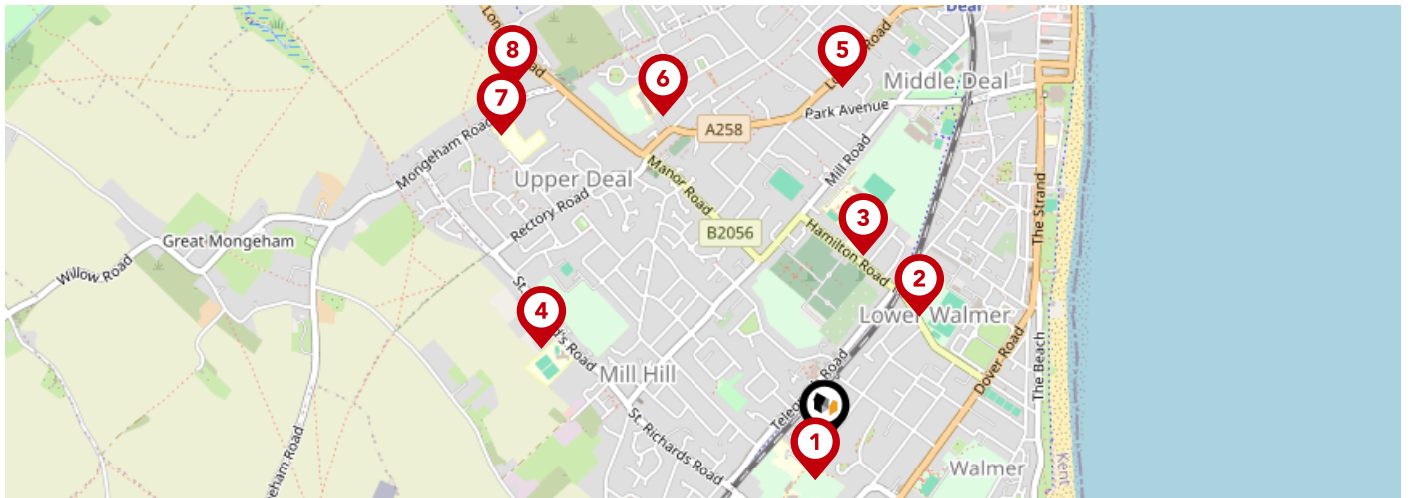 Deal
8
5
6
Middle Deal
7
Park Avenue
A258
Mongeham Road
Mill Road
Manor Road
Upper Deal
The Strand
Rectory Road
3
B2056
Great Mongeham
Hamilton Road
Willow Road
2
4
Lower Walmer
Mill Hill
Dover Road
The Beach
1
St. Richards Road
Walmer
Kent